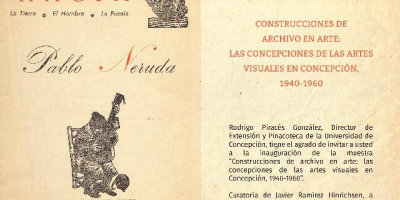 La Tierra ● El Hombre ● La Poesía
Pablo Neruda
CONSTRUCCIONES DE
ARCHIVO EN ARTE:
LAS CONCEPCIONES DE LAS ARTES
VISUALES EN CONCEPCIÓN,
1940-1960
Rodrigo Piracés González, Director de
Extensión y Pinacoteca de la Universidad de
Concepción, tiene el agrado de invitar a usted
a la inauguración de la muestra
“Construcciones de archivo en arte: las
concepciones de las artes visuales en
Concepción, 1940-1960”.
Curatoría de Javier Ramírez Hinrichsen, a